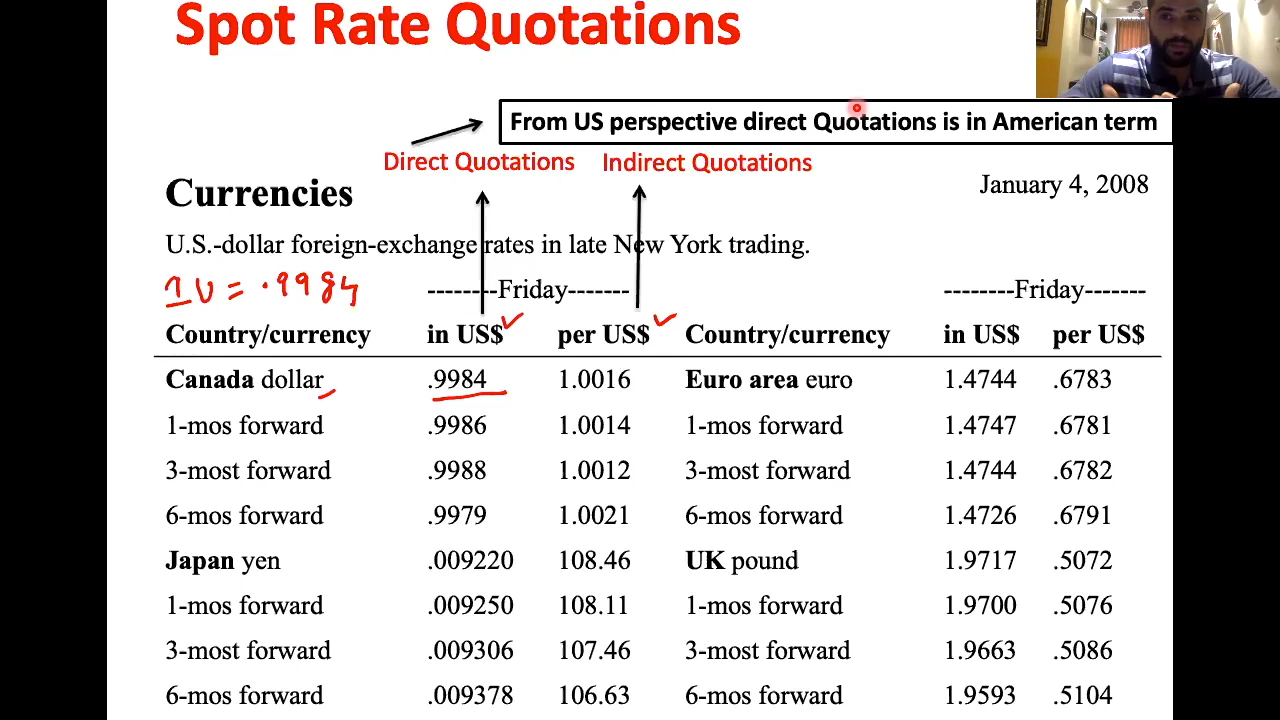 Spot Rate Quotations
From US perspective direct Quotations is in American term
Direct Quotations Indirect Quotations
Currencies January 4, 2008
U.S.-dollar foreign-exchange rates in late New York trading.
1U = .9984 --------Friday------- --------Friday-------
Country/currency in US$ per US$ Country/currency in US$ per US$
Canada dollar .9984 1.0016 Euro area euro 1.4744 .6783
1-mos forward .9986 1.0014 1-mos forward 1.4747 .6781
3-most forward .9988 1.0012 3-most forward 1.4744 .6782
6-mos forward .9979 1.0021 6-mos forward 1.4726 .6791
Japan yen .009220 108.46 UK pound 1.9717 .5072
1-mos forward .009250 108.11 1-mos forward 1.9700 .5076
3-most forward .009306 107.46 3-most forward 1.9663 .5086
6-mos forward .009378 106.63 6-mos forward 1.9593 .5104